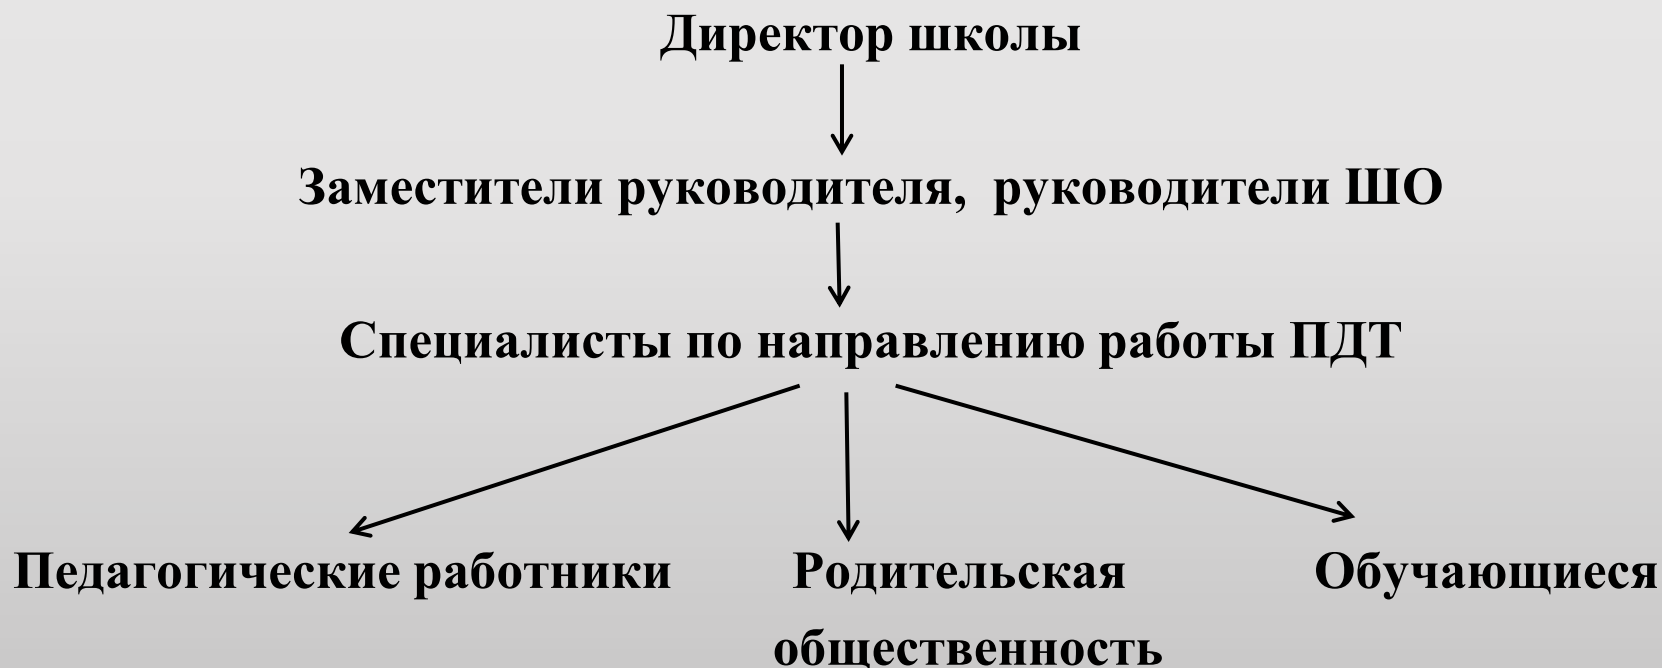 Директор школы
Заместители руководителя, руководители ШО
Специалисты по направлению работы ПДТ
Педагогические работники Родительская Обучающиеся
общественность